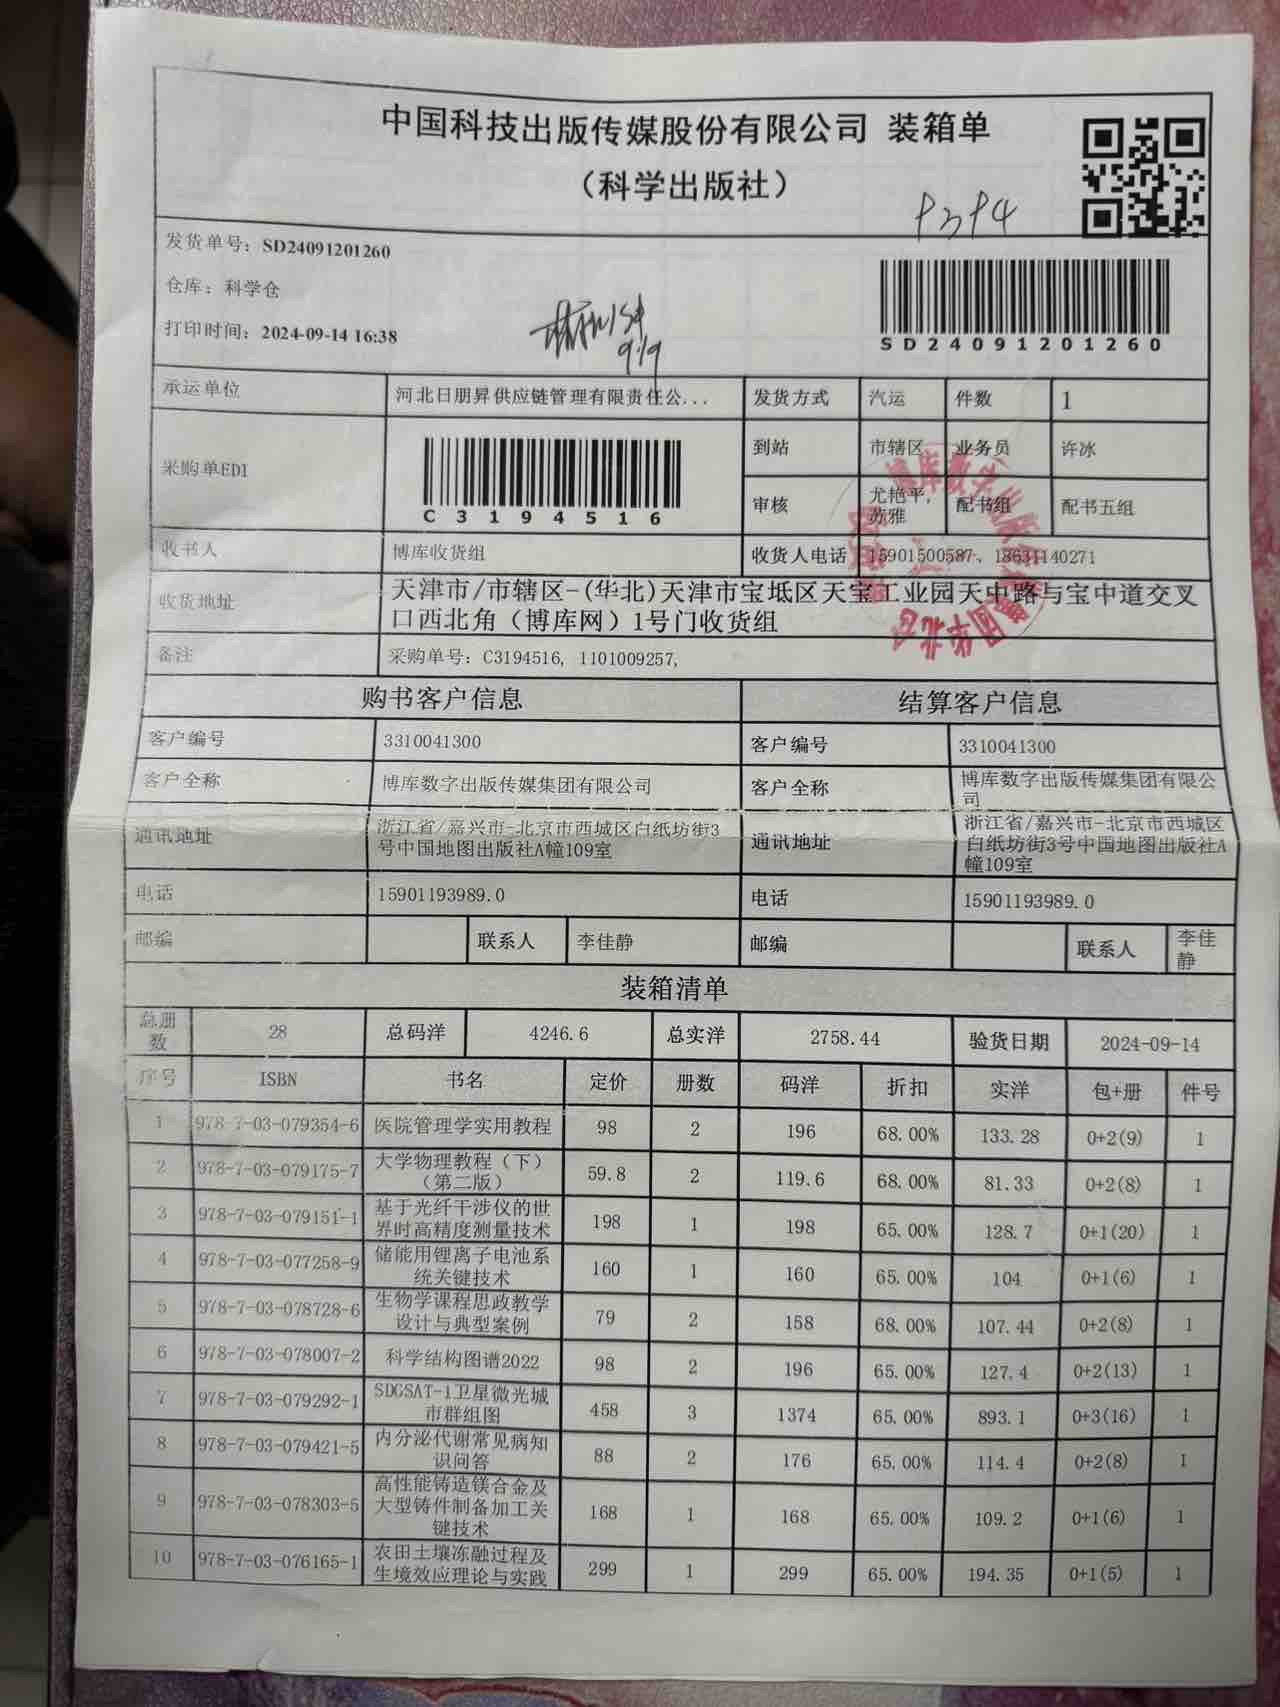 中国科技出版传媒股份有限公司 装箱单
（科学出版社）
发货单号：SD24091201260
仓库：科学仓
打印时间：2024-09-14 16:38
9/9
SD24091201260
承运单位 河北日朋昇供应链管理有限责任公... 发货方式 汽运 件数 1
采购单EDI C3194516 到站 市辖区 业务员 许冰
审核 尤艳平,苏雅 配书组 配书五组
收书人 博库收货组 收货人电话 15901500587、18631140271
收货地址 天津市/市辖区-(华北)天津市宝坻区天宝工业园天中路与宝中道交叉
口西北角（博库网）1号门收货组
备注 采购单号：C3194516, 1101009257,
购书客户信息 结算客户信息
客户编号 3310041300 客户编号 3310041300
客户全称 博库数字出版传媒集团有限公司 客户全称 博库数字出版传媒集团有限公司
通讯地址 浙江省/嘉兴市-北京市西城区白纸坊街3号中国地图出版社A幢109室 通讯地址 浙江省/嘉兴市-北京市西城区白纸坊街3号中国地图出版社A幢109室
电话 15901193989.0 电话 15901193989.0
邮编 联系人 李佳静 邮编 联系人 李佳静
装箱清单
总册数 28 总码洋 4246.6 总实洋 2758.44 验货日期 2024-09-14
序号 ISBN 书名 定价 册数 码洋 折扣 实洋 包+册 件号
1 978-7-03-079354-6 医院管理学实用教程 98 2 196 68.00% 133.28 0+2(9) 1
2 978-7-03-079175-7 大学物理教程（下）（第二版） 59.8 2 119.6 68.00% 81.33 0+2(8) 1
3 978-7-03-079151-1 基于光纤干涉仪的世界时高精度测量技术 198 1 198 65.00% 128.7 0+1(20) 1
4 978-7-03-077258-9 储能用锂离子电池系统关键技术 160 1 160 65.00% 104 0+1(6) 1
5 978-7-03-078728-6 生物学课程思政教学设计与典型案例 79 2 158 68.00% 107.44 0+2(8) 1
6 978-7-03-078007-2 科学结构图谱2022 98 2 196 65.00% 127.4 0+2(13) 1
7 978-7-03-079292-1 SDGSAT-1卫星微光城市群组图 458 3 1374 65.00% 893.1 0+3(16) 1
8 978-7-03-079421-5 内分泌代谢常见病知识问答 88 2 176 65.00% 114.4 0+2(8) 1
9 978-7-03-078303-5 高性能铸造镁合金及大型铸件制备加工关键技术 168 1 168 65.00% 109.2 0+1(6) 1
10 978-7-03-076165-1 农田土壤冻融过程及生境效应理论与实践 299 1 299 65.00% 194.35 0+1(5) 1